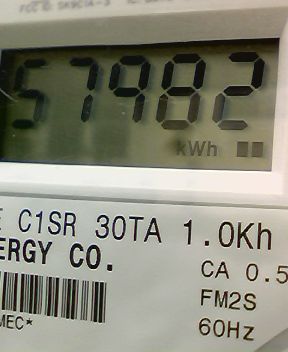 57982
kWh
C1SR 30TA 1.0Kh
ERGY CO.
CA 0.5
FM2S
MEC*
60Hz